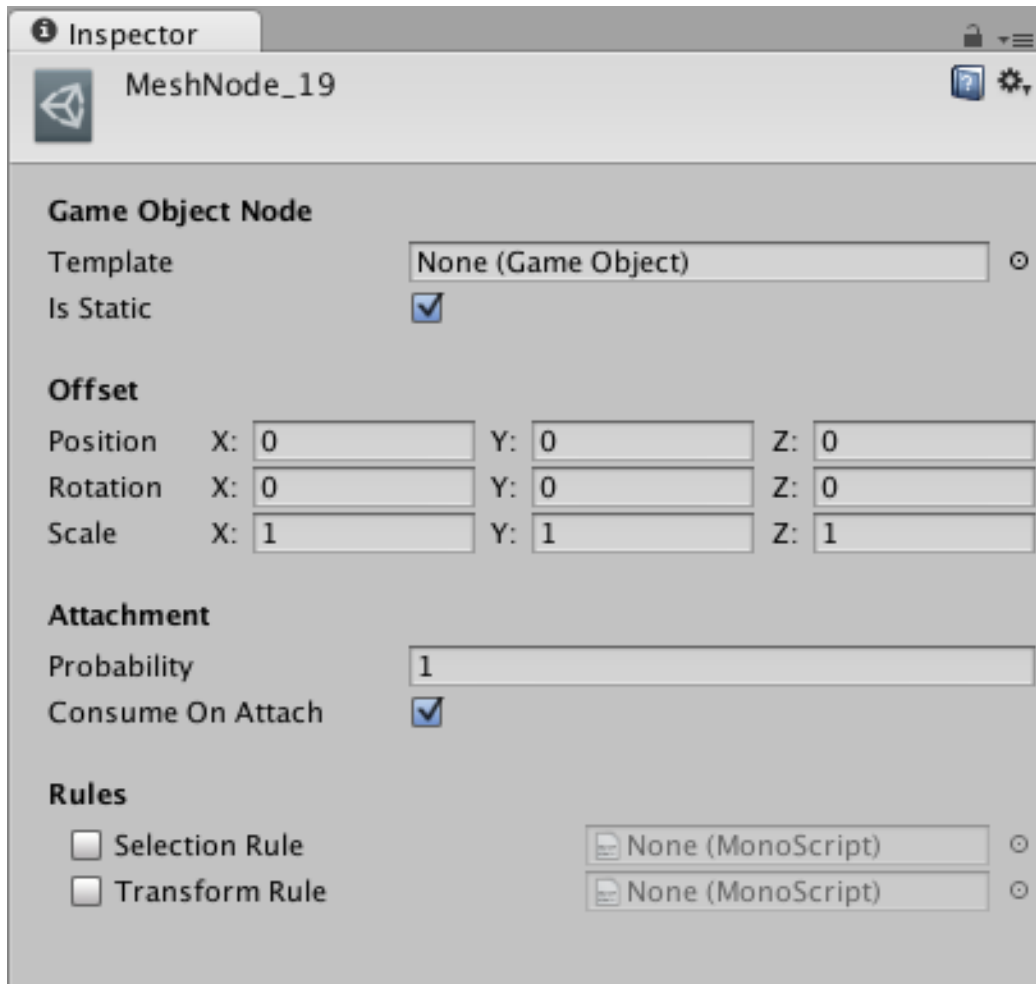 Inspector
MeshNode_19
Game Object Node
Template None (Game Object)
Is Static
Offset
Position X: 0 Y: 0 Z: 0
Rotation X: 0 Y: 0 Z: 0
Scale X: 1 Y: 1 Z: 1
Attachment
Probability 1
Consume On Attach
Rules
Selection Rule None (MonoScript)
Transform Rule None (MonoScript)